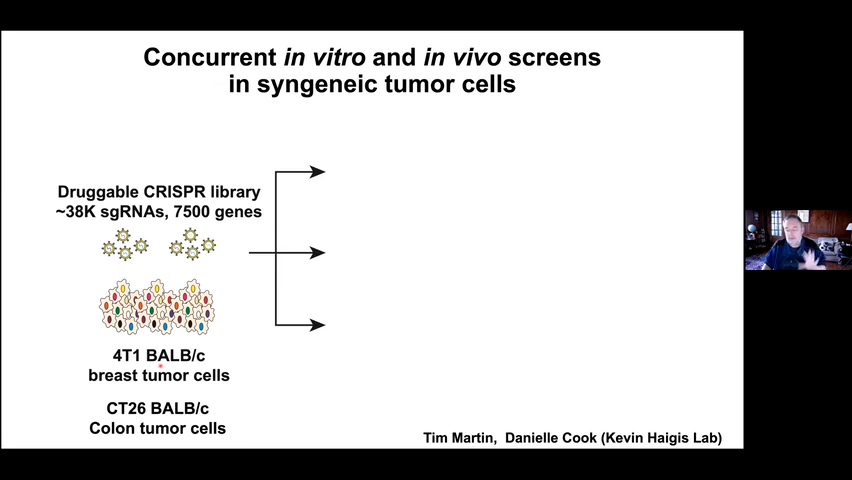 Concurrent in vitro and in vivo screens
in syngeneic tumor cells
Druggable CRISPR library
~38K sgRNAs, 7500 genes
4T1 BALB/c
breast tumor cells
CT26 BALB/c
Colon tumor cells
Tim Martin, Danielle Cook (Kevin Haigis Lab)